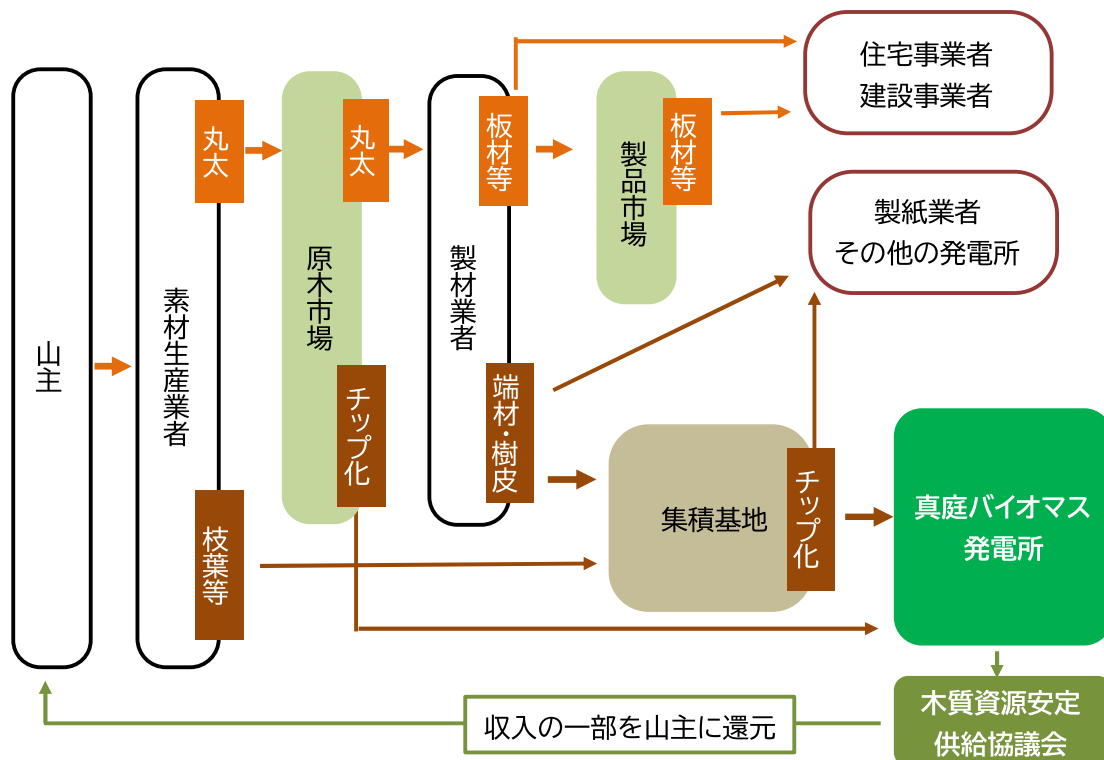 山主
素材生産業者
丸太
枝葉等
原木市場
丸太
チップ化
製材業者
板材等
端材・樹皮
製品市場
板材等
住宅事業者
建設事業者
製紙業者
その他の発電所
集積基地
チップ化
真庭バイオマス
発電所
木質資源安定
供給協議会
収入の一部を山主に還元